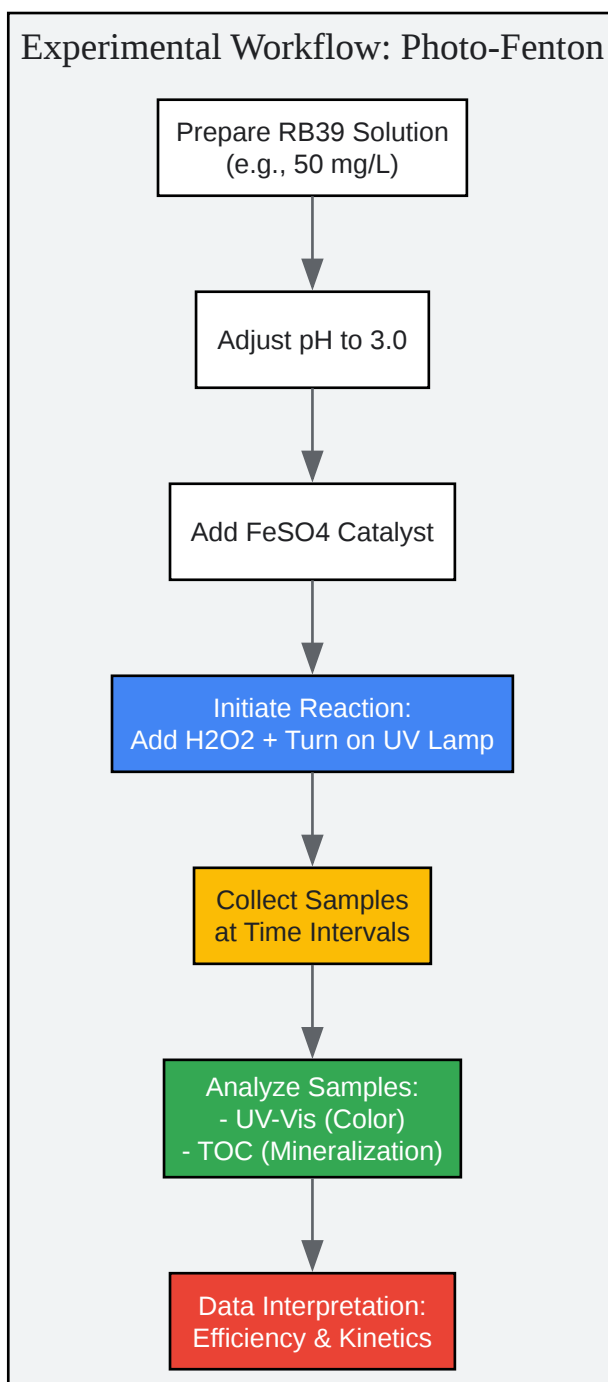 Experimental Workflow: Photo-Fenton
Prepare RB39 Solution
(e.g., 50 mg/L)
Adjust pH to 3.0
Add FeSO4 Catalyst
Initiate Reaction:
Add H2O2 + Turn on UV Lamp
Collect Samples
at Time Intervals
Analyze Samples:
- UV-Vis (Color)
- TOC (Mineralization)
Data Interpretation:
Efficiency & Kinetics